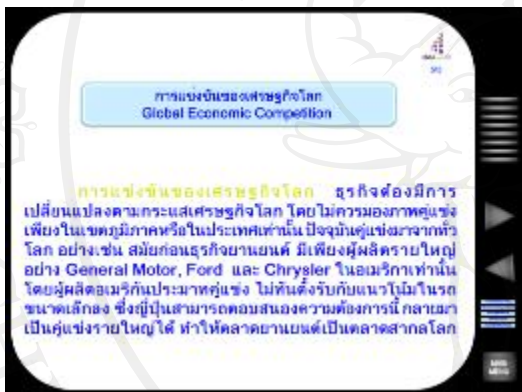 การแข่งขันของเศรษฐกิจโลก
Global Economic Competition
การแข่งขันของเศรษฐกิจโลก ธุรกิจต้องมีการ
เปลี่ยนแปลงตามกระแสเศรษฐกิจโลก โดยไม่ควรมองภาพคู่แข่ง
เพียงในเขตภูมิภาคหรือในประเทศเท่านั้น ปัจจุบันคู่แข่งมาจากทั่ว
โลก อย่างเช่น สมัยก่อนธุรกิจยานยนต์ มีเพียงผู้ผลิตรายใหญ่
อย่าง General Motor, Ford และ Chrysler ในอเมริกาเท่านั้น
โดยผู้ผลิตอเมริกันประมาทคู่แข่ง ไม่ทันตั้งรับกับแนวโน้มในรถ
ขนาดเล็กลง ซึ่งญี่ปุ่นสามารถตอบสนองความต้องการนี้ กลายมา
เป็นคู่แข่งรายใหญ่ได้ ทำให้ตลาดยานยนต์เป็นตลาดสากลโลก
MAIN
MENU